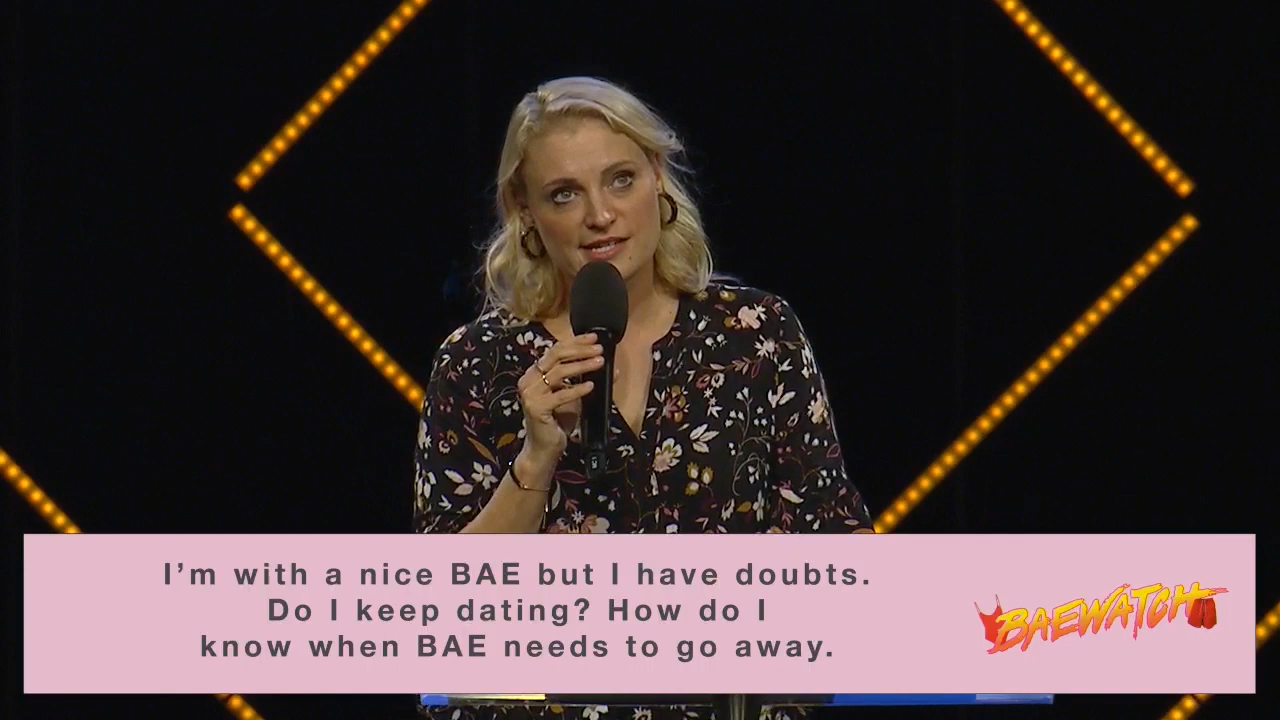 I’m with a nice BAE but I have doubts.
Do I keep dating? How do I
know when BAE needs to go away.
BAEWATCH